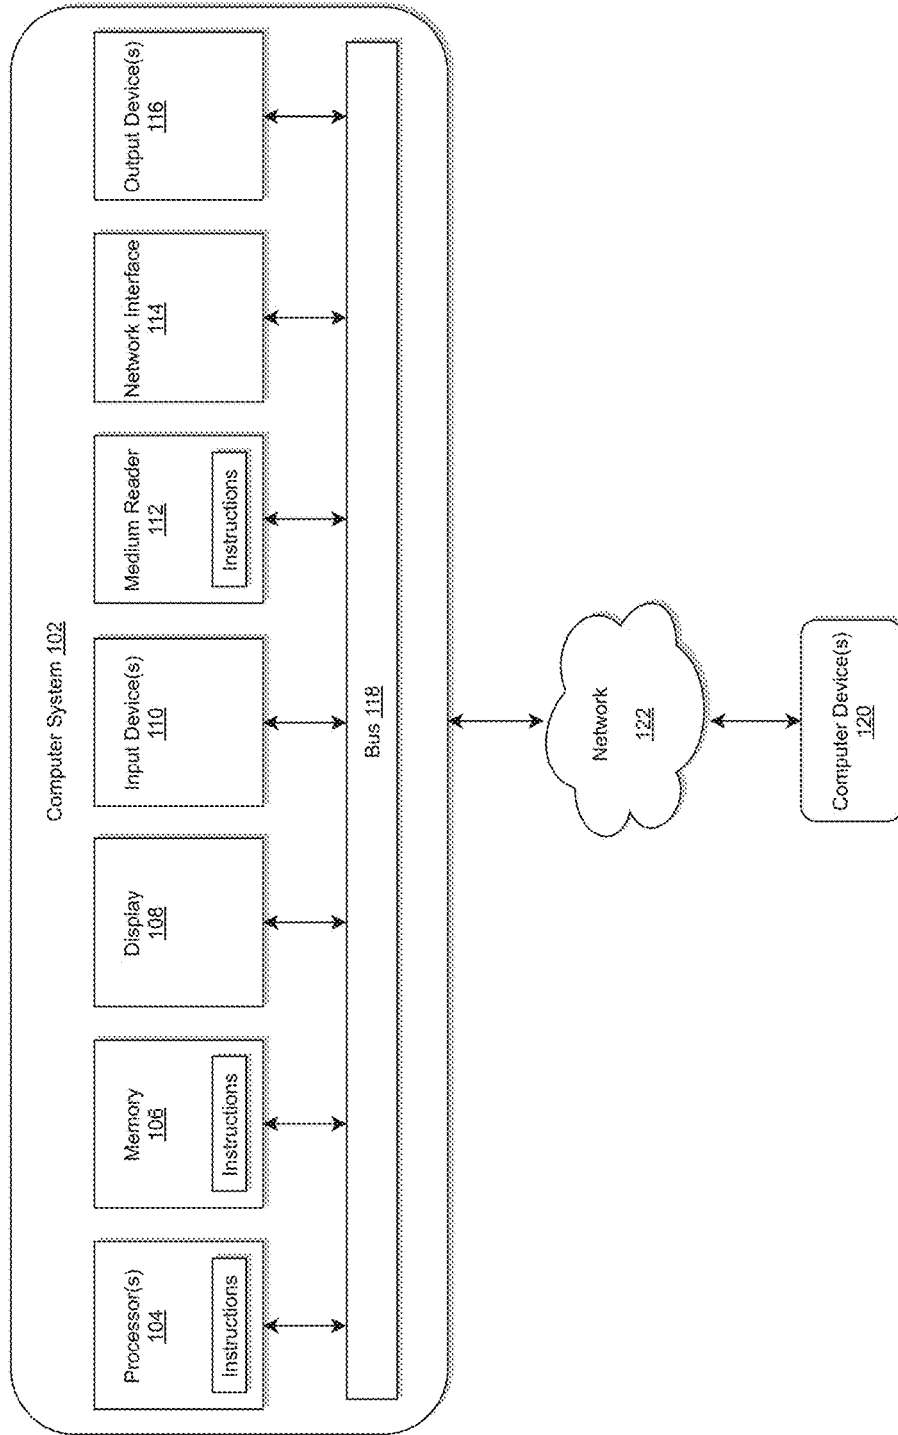 Computer System 102
Processor(s)
104
Instructions
Memory
106
Instructions
Display
108
Input Device(s)
110
Medium Reader
112
Instructions
Network Interface
114
Output Device(s)
116
Bus 118
Network
122
Computer Device(s)
120